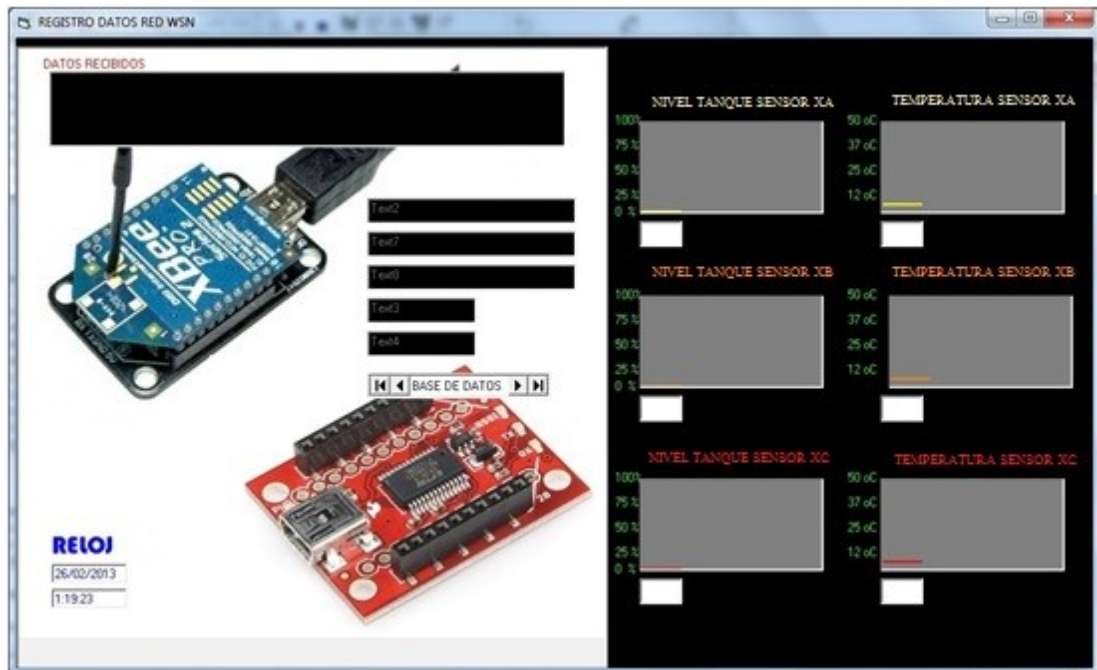 REGISTRO DATOS RED WSN
DATOS RECIBIDOS
Text2
Text7
Text8
Text3
Text4
BASE DE DATOS
XBee
PRO
Series 2
RELOJ
26/02/2013
1:19:23
NIVEL TANQUE SENSOR XA
100%
75 %
50 %
25 %
0 %
TEMPERATURA SENSOR XA
50 oC
37 oC
25 oC
12 oC
NIVEL TANQUE SENSOR XB
100%
75 %
50 %
25 %
0 %
TEMPERATURA SENSOR XB
50 oC
37 oC
25 oC
12 oC
NIVEL TANQUE SENSOR XC
100%
75 %
50 %
25 %
0 %
TEMPERATURA SENSOR XC
50 oC
37 oC
25 oC
12 oC